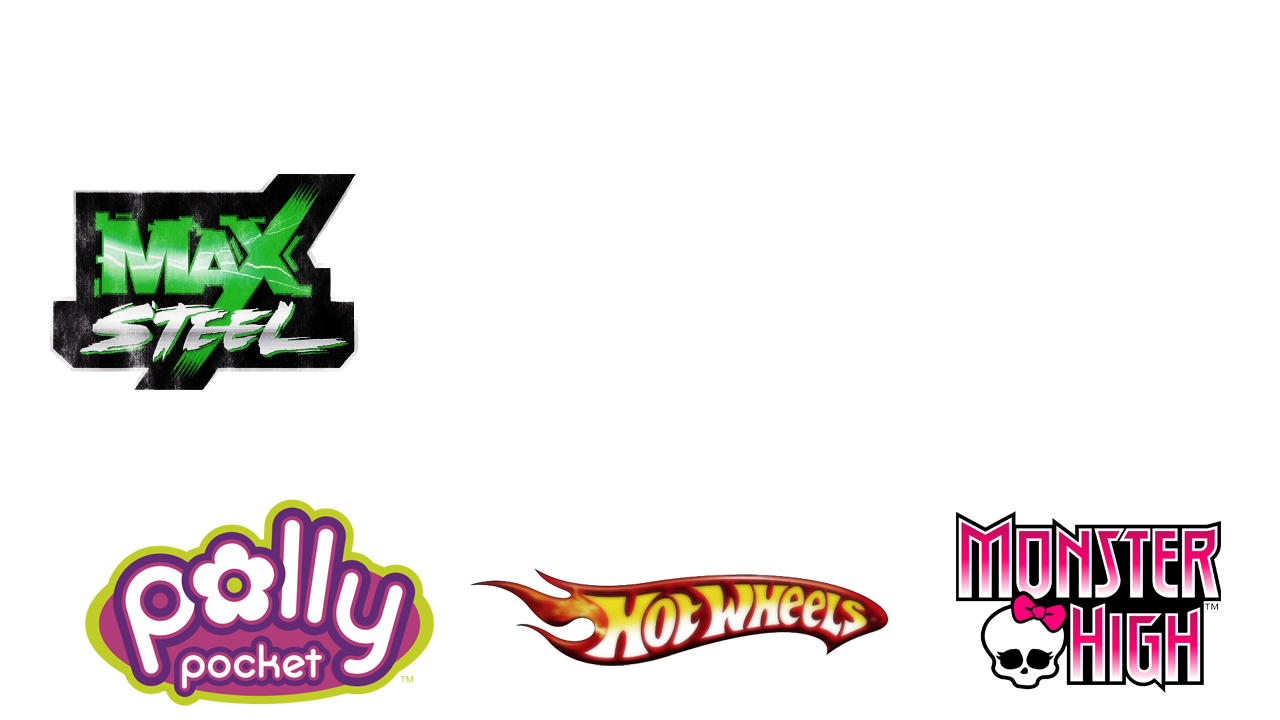 MAX
STEEL
polly
pocket
TM
HOT WHEELS
MONSTER
HIGH
TM